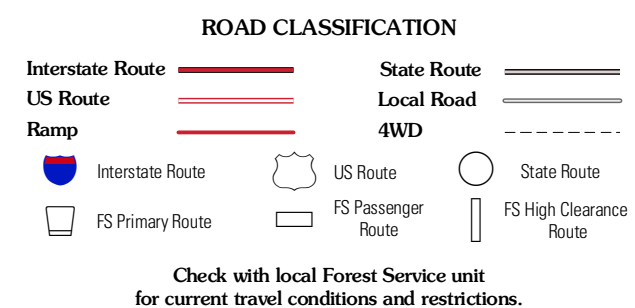 ROAD CLASSIFICATION
Interstate Route
State Route
US Route
Local Road
Ramp
4WD
Interstate Route
US Route
State Route
FS Primary Route
FS Passenger
Route
FS High Clearance
Route
Check with local Forest Service unit
for current travel conditions and restrictions.